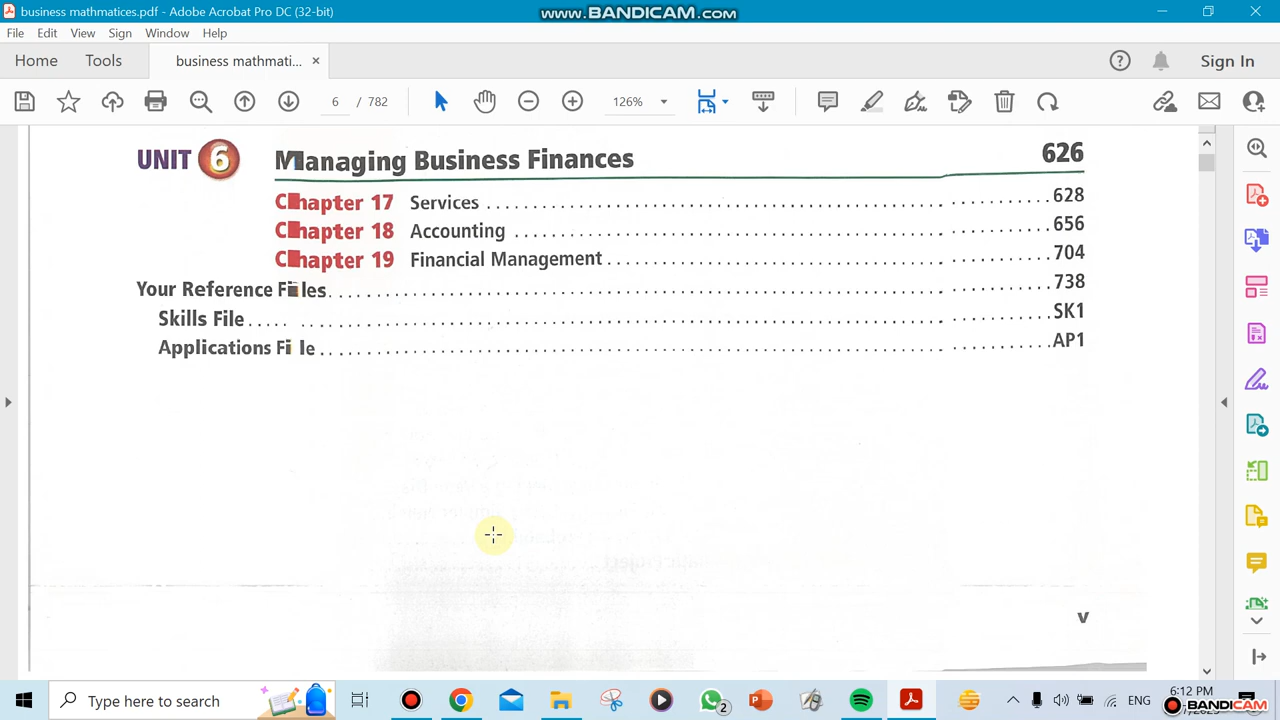 business mathmatices.pdf - Adobe Acrobat Pro DC (32-bit)
www.BANDICAM.com
File Edit View Sign Window Help
Home Tools business mathmati... × Sign In
6 / 782 126%
UNIT 6 Managing Business Finances 626
Chapter 17 Services 628
Chapter 18 Accounting 656
Chapter 19 Financial Management 704
Your Reference Files 738
Skills File SK1
Applications File AP1
v
Type here to search
2
ENG
6:12 PM
BANDICAM